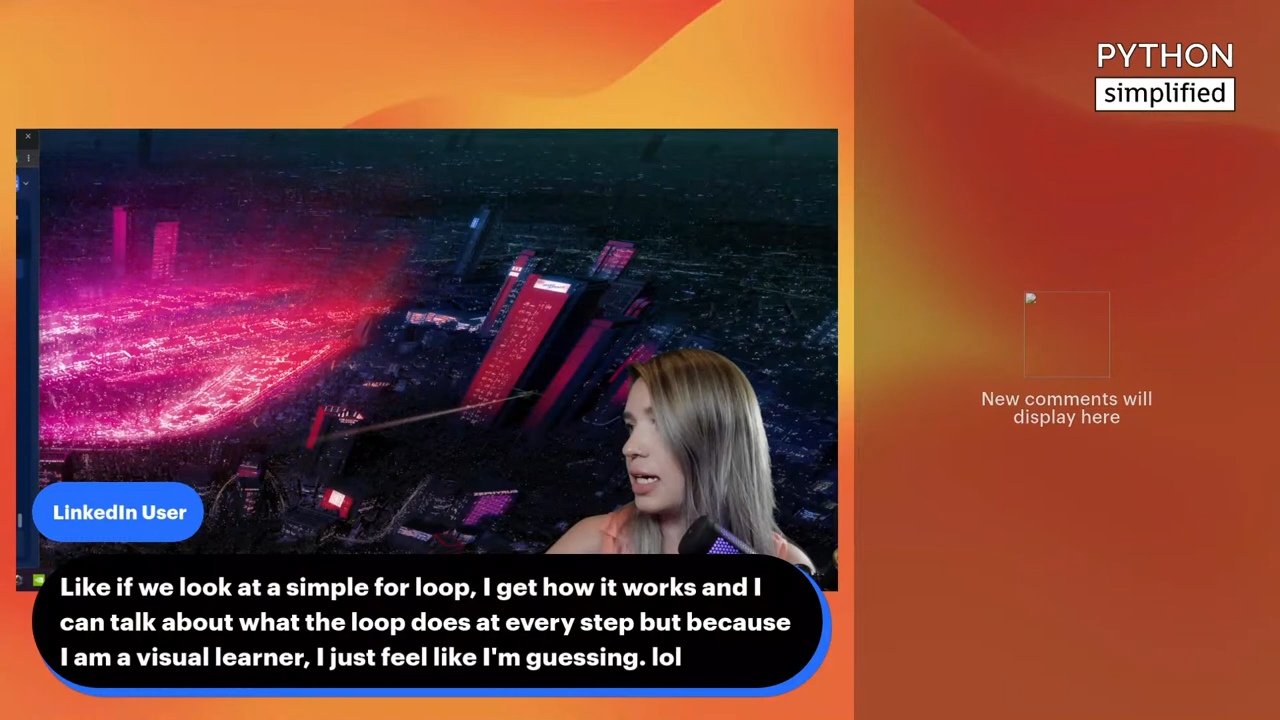 PYTHON
simplified
LinkedIn User
Like if we look at a simple for loop, I get how it works and I
can talk about what the loop does at every step but because
I am a visual learner, I just feel like I'm guessing. lol
New comments will
display here